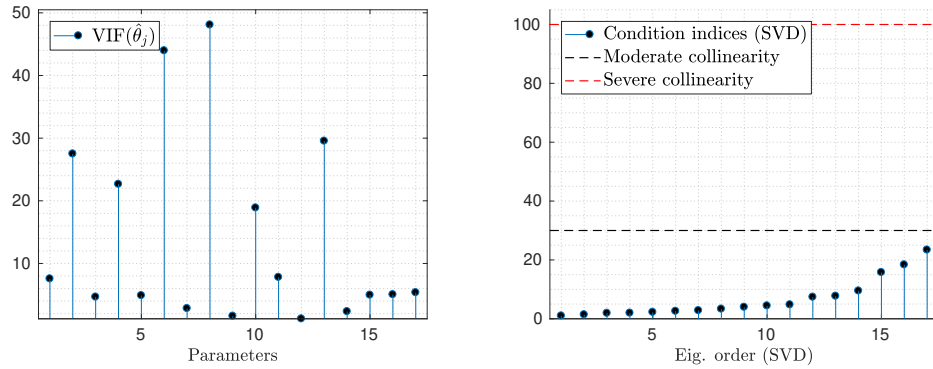 50
40
30
20
10
5
10
15
VIF(θ̂_j)
Parameters
100
80
60
40
20
0
5
10
15
Condition indices (SVD)
Moderate collinearity
Severe collinearity
Eig. order (SVD)